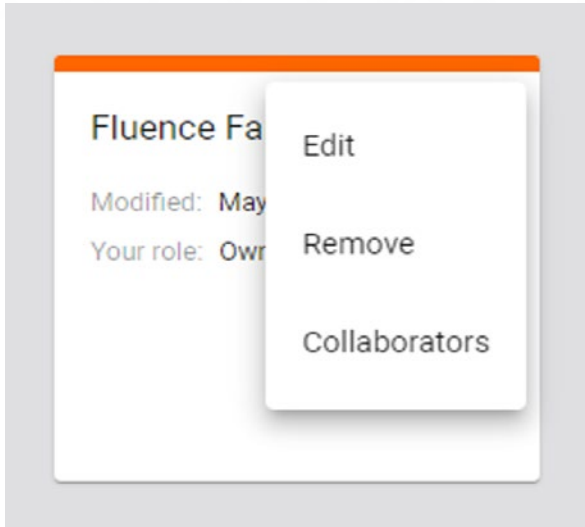 Fluence Fa
Modified: May
Your role: Own
Edit
Remove
Collaborators